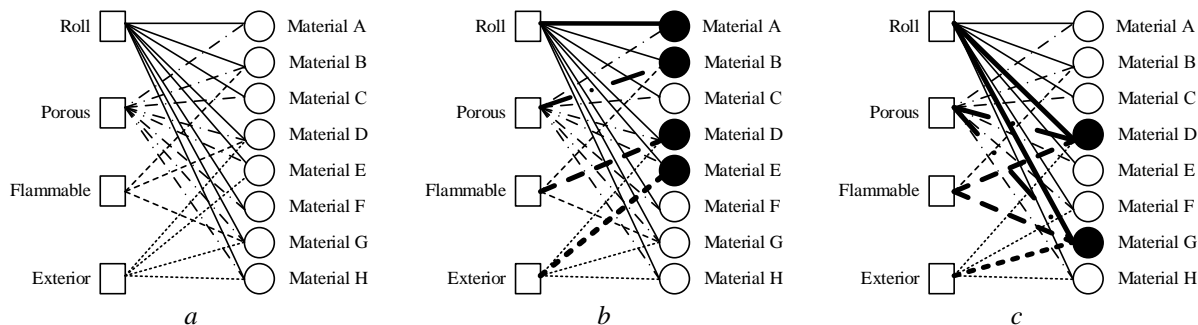 Roll
Porous
Flammable
Exterior
Material A
Material B
Material C
Material D
Material E
Material F
Material G
Material H
a
Roll
Porous
Flammable
Exterior
Material A
Material B
Material C
Material D
Material E
Material F
Material G
Material H
b
Roll
Porous
Flammable
Exterior
Material A
Material B
Material C
Material D
Material E
Material F
Material G
Material H
c